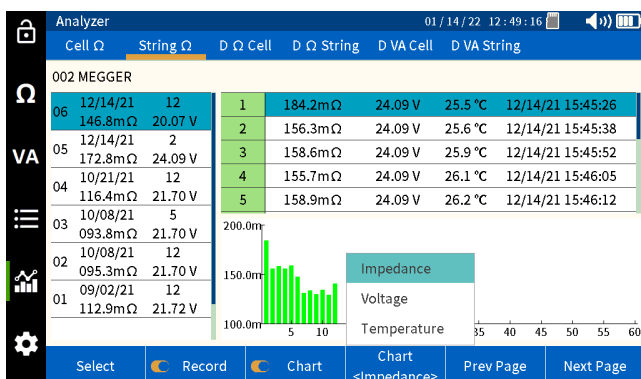 Analyzer 01/14/22 12:49:16
Cell Ω String Ω D Ω Cell D Ω String D VA Cell D VA String
002 MEGGER
Ω
VA
06 12/14/21 12
146.8mΩ 20.07 V
05 12/14/21 2
172.8mΩ 24.09 V
04 10/21/21 12
116.4mΩ 21.70 V
03 10/08/21 5
093.8mΩ 21.70 V
02 10/08/21 12
095.3mΩ 21.70 V
01 09/02/21 12
112.9mΩ 21.72 V
1 184.2mΩ 24.09 V 25.5 ℃ 12/14/21 15:45:26
2 156.3mΩ 24.09 V 25.6 ℃ 12/14/21 15:45:38
3 158.6mΩ 24.09 V 25.9 ℃ 12/14/21 15:45:52
4 155.7mΩ 24.09 V 26.1 ℃ 12/14/21 15:46:05
5 158.9mΩ 24.09 V 26.2 ℃ 12/14/21 15:46:12
200.0m
150.0m
100.0m
5 10 35 40 45 50 55 60
Impedance
Voltage
Temperature
Select Record Chart Chart Prev Page Next Page
<Impedance>